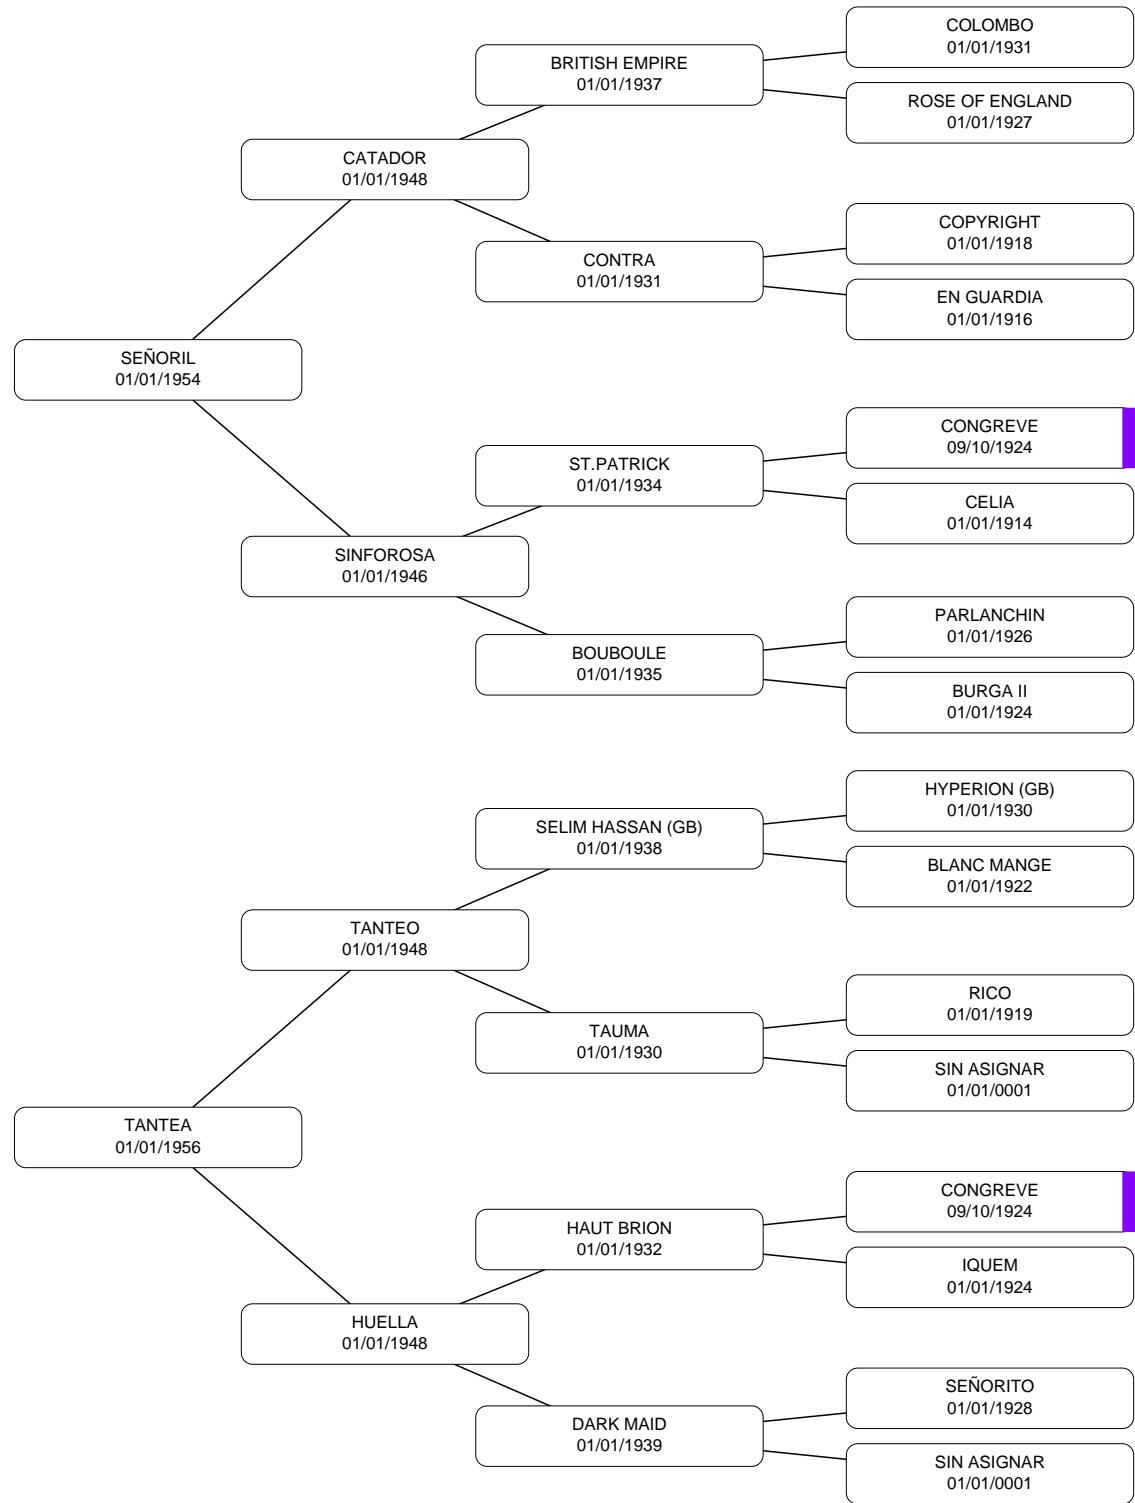 COLOMBO
01/01/1931
BRITISH EMPIRE
01/01/1937
ROSE OF ENGLAND
01/01/1927
CATADOR
01/01/1948
COPYRIGHT
01/01/1918
CONTRA
01/01/1931
EN GUARDIA
01/01/1916
SEÑORIL
01/01/1954
CONGREVE
09/10/1924
ST.PATRICK
01/01/1934
CELIA
01/01/1914
SINFOROSA
01/01/1946
PARLANCHIN
01/01/1926
BOUBOULE
01/01/1935
BURGA II
01/01/1924
HYPERION (GB)
01/01/1930
SELIM HASSAN (GB)
01/01/1938
BLANC MANGE
01/01/1922
TANTEO
01/01/1948
RICO
01/01/1919
TAUMA
01/01/1930
SIN ASIGNAR
01/01/0001
TANTEA
01/01/1956
CONGREVE
09/10/1924
HAUT BRION
01/01/1932
IQUEM
01/01/1924
HUELLA
01/01/1948
SEÑORITO
01/01/1928
DARK MAID
01/01/1939
SIN ASIGNAR
01/01/0001